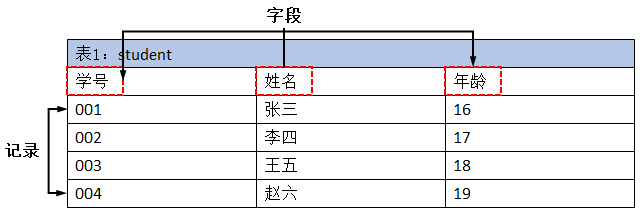 字段
表1：student
学号 姓名 年龄
001 张三 16
002 李四 17
003 王五 18
004 赵六 19
记录